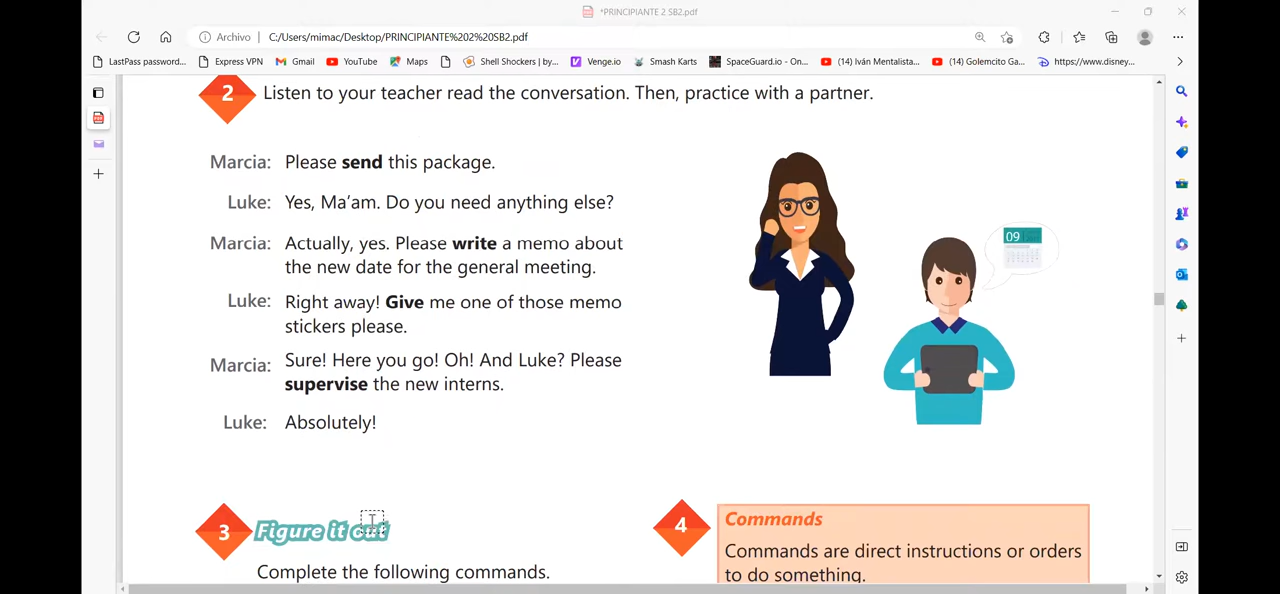 *PRINCIPIANTE 2 SB2.pdf
Archivo | C:/Users/mimac/Desktop/PRINCIPIANTE%202%20SB2.pdf
LastPass password... Express VPN Gmail YouTube Maps Shell Shockers | by... Venge.io Smash Karts SpaceGuard.io - On... (14) Iván Mentalista... (14) Golemcito Ga... https://www.disney...
2 Listen to your teacher read the conversation. Then, practice with a partner.
Marcia: Please send this package.
Luke: Yes, Ma'am. Do you need anything else?
Marcia: Actually, yes. Please write a memo about
the new date for the general meeting.
Luke: Right away! Give me one of those memo
stickers please.
Marcia: Sure! Here you go! Oh! And Luke? Please
supervise the new interns.
Luke: Absolutely!
09
3 Figure it out
Complete the following commands.
4 Commands
Commands are direct instructions or orders
to do something.